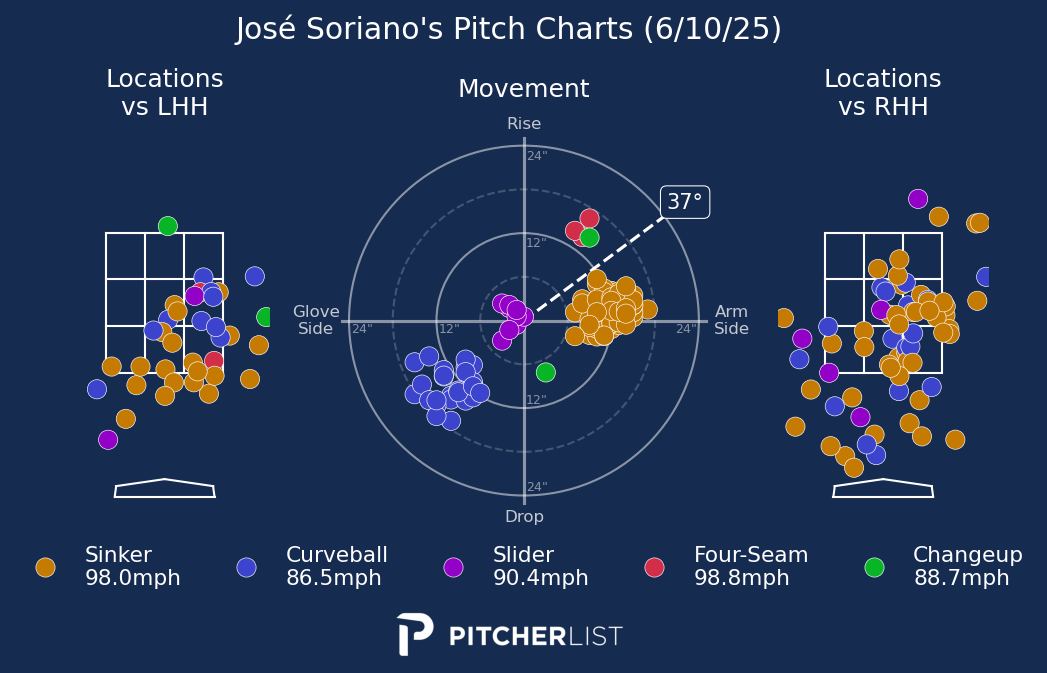 José Soriano's Pitch Charts (6/10/25)
Locations
vs LHH
Movement
Locations
vs RHH
Rise
24"
37°
12"
Glove
Side
24"
12"
24"
Arm
Side
12"
24"
Drop
Sinker
98.0mph
Curveball
86.5mph
Slider
90.4mph
Four-Seam
98.8mph
Changeup
88.7mph
PITCHERLIST